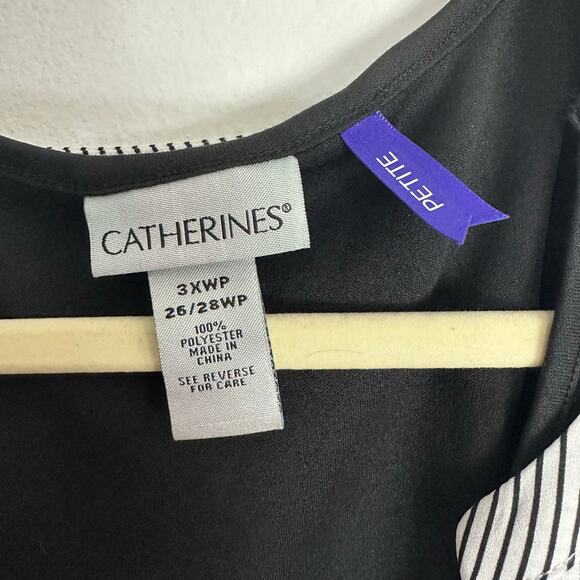 CATHERINES®
3XWP
26/28WP
100%
POLYESTER
MADE IN
CHINA
SEE REVERSE
FOR CARE
PETITE